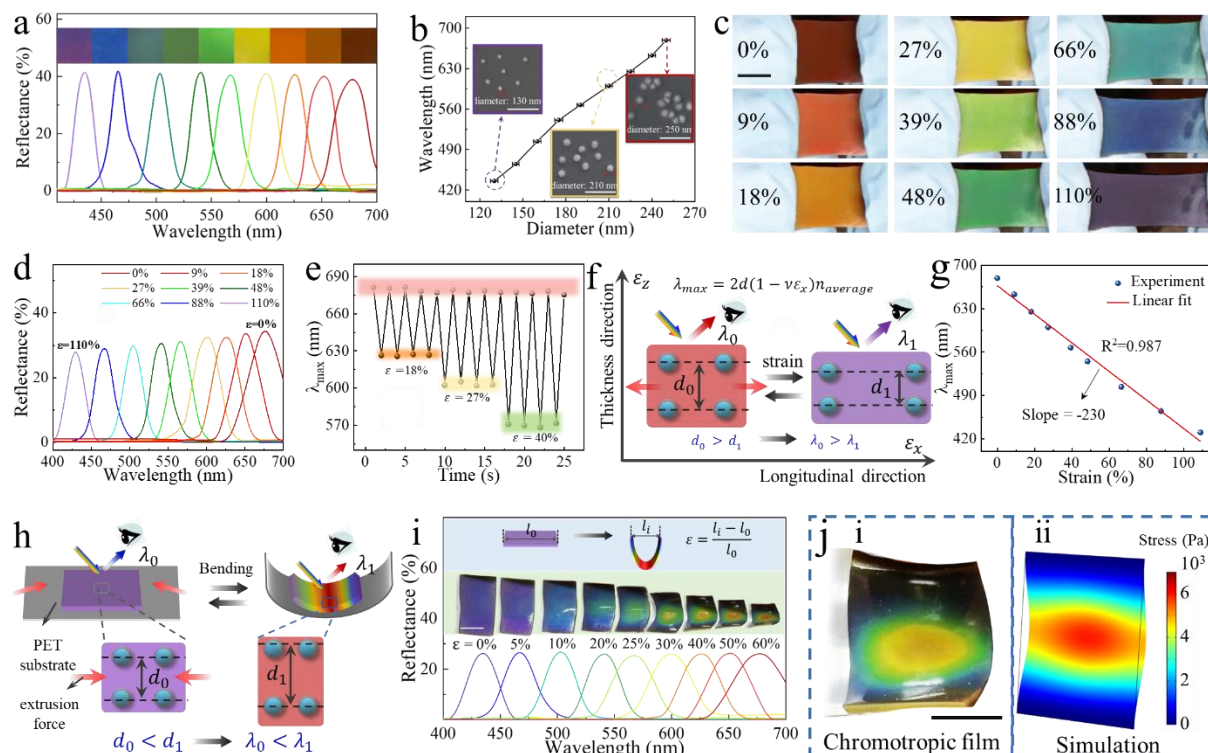 a
60
40
20
0
Reflectance (%)
450 500 550 600 650 700
Wavelength (nm)
b
700
630
560
490
420
Wavelength (nm)
diameter: 130 nm
diameter: 210 nm
diameter: 250 nm
120 150 180 210 240 270
Diameter (nm)
c
0% 27% 66%
9% 39% 88%
18% 48% 110%
d
0% 9% 18%
27% 39% 48%
66% 88% 110%
ε=0%
ε=110%
40
20
0
Reflectance (%)
400 450 500 550 600 650 700
Wavelength (nm)
e
690
660
630
600
570
λmax (nm)
ε =18%
ε = 27%
ε = 40%
0 5 10 15 20 25
Time (s)
f
εz
λmax = 2d(1 − νεx)naverage
Thickness direction
λ0
λ1
strain
d0
d1
d0 > d1
λ0 > λ1
εx
Longitudinal direction
g
700
630
560
490
420
λmax (nm)
Experiment
Linear fit
R²=0.987
Slope = -230
0 20 40 60 80 100
Strain (%)
h
λ0
Bending
λ1
PET
substrate
extrusion
force
d0
d1
d0 < d1
λ0 < λ1
i
l0
li
ε = (li − l0) / l0
80
60
40
20
0
Reflectance (%)
ε = 0% 5% 10% 20% 25% 30% 40% 50% 60%
400 450 500 550 600 650 700
Wavelength (nm)
j
i
Chromotropic film
ii
Stress (Pa)
10³
6
4
2
0
Simulation